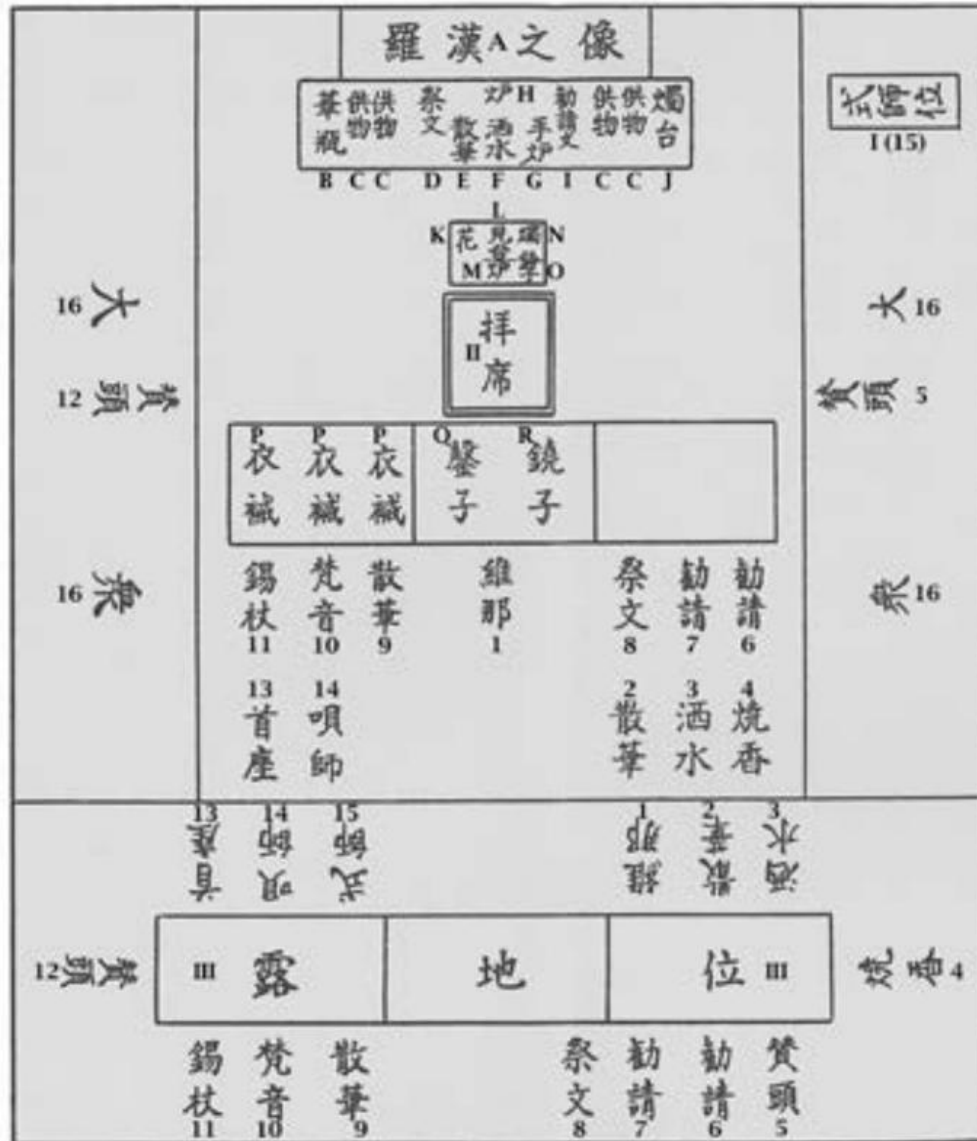 羅漢A之像
華瓶 供物 供物 祭文 散華 炉H 洒水 手炉 勧請文 供物 供物 燭台
B C C D E F G I C C J
式師位
I (15)
L
K 花 見台 N
M 炉 O
16 大
大 16
II 拝席
12 賛頭
賛頭 5
P P P Q R
衣裓 衣裓 衣裓 鏧子 鐃子
16 衆
衆 16
錫杖 梵音 散華 維那 祭文 勧請 勧請
11 10 9 1 8 7 6
13 14 2 3 4
首座 唄師 散華 洒水 焼香
13 14 15 1 2 3
首座 唄師 式師 維那 散華 洒水
12 賛頭 III 露 地 位 III 焼香 4
錫杖 梵音 散華 祭文 勧請 勧請 賛頭
11 10 9 8 7 6 5